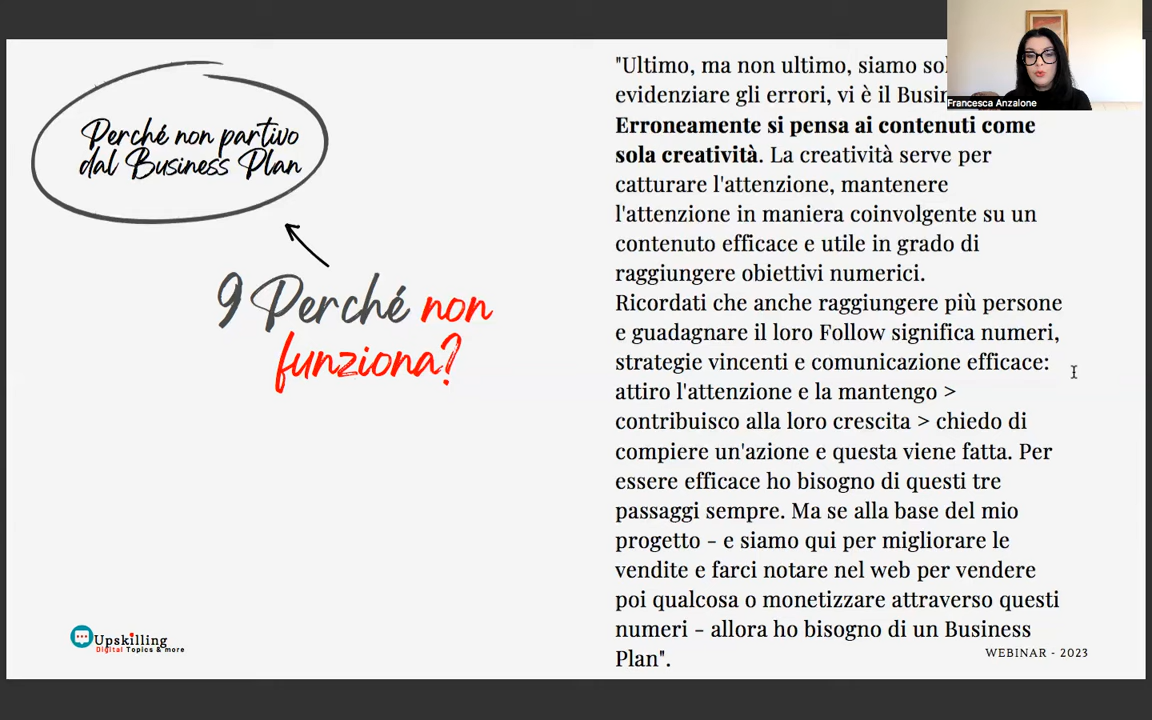 Perché non partivo
dal Business Plan
9 Perché non
funziona?
"Ultimo, ma non ultimo, siamo
evidenziare gli errori, vi è il
Erroneamente si pensa ai contenuti come
sola creatività. La creatività serve per
catturare l'attenzione, mantenere
l'attenzione in maniera coinvolgente su un
contenuto efficace e utile in grado di
raggiungere obiettivi numerici.
Ricordati che anche raggiungere più persone
e guadagnare il loro Follow significa numeri,
strategie vincenti e comunicazione efficace:
attiro l'attenzione e la mantengo >
contribuisco alla loro crescita > chiedo di
compiere un'azione e questa viene fatta. Per
essere efficace ho bisogno di questi tre
passaggi sempre. Ma se alla base del mio
progetto - e siamo qui per migliorare le
vendite e farci notare nel web per vendere
poi qualcosa o monetizzare attraverso questi
numeri - allora ho bisogno di un Business
Plan".
Francesca Anzalone
Upskilling
Digital Topics & more
WEBINAR - 2023